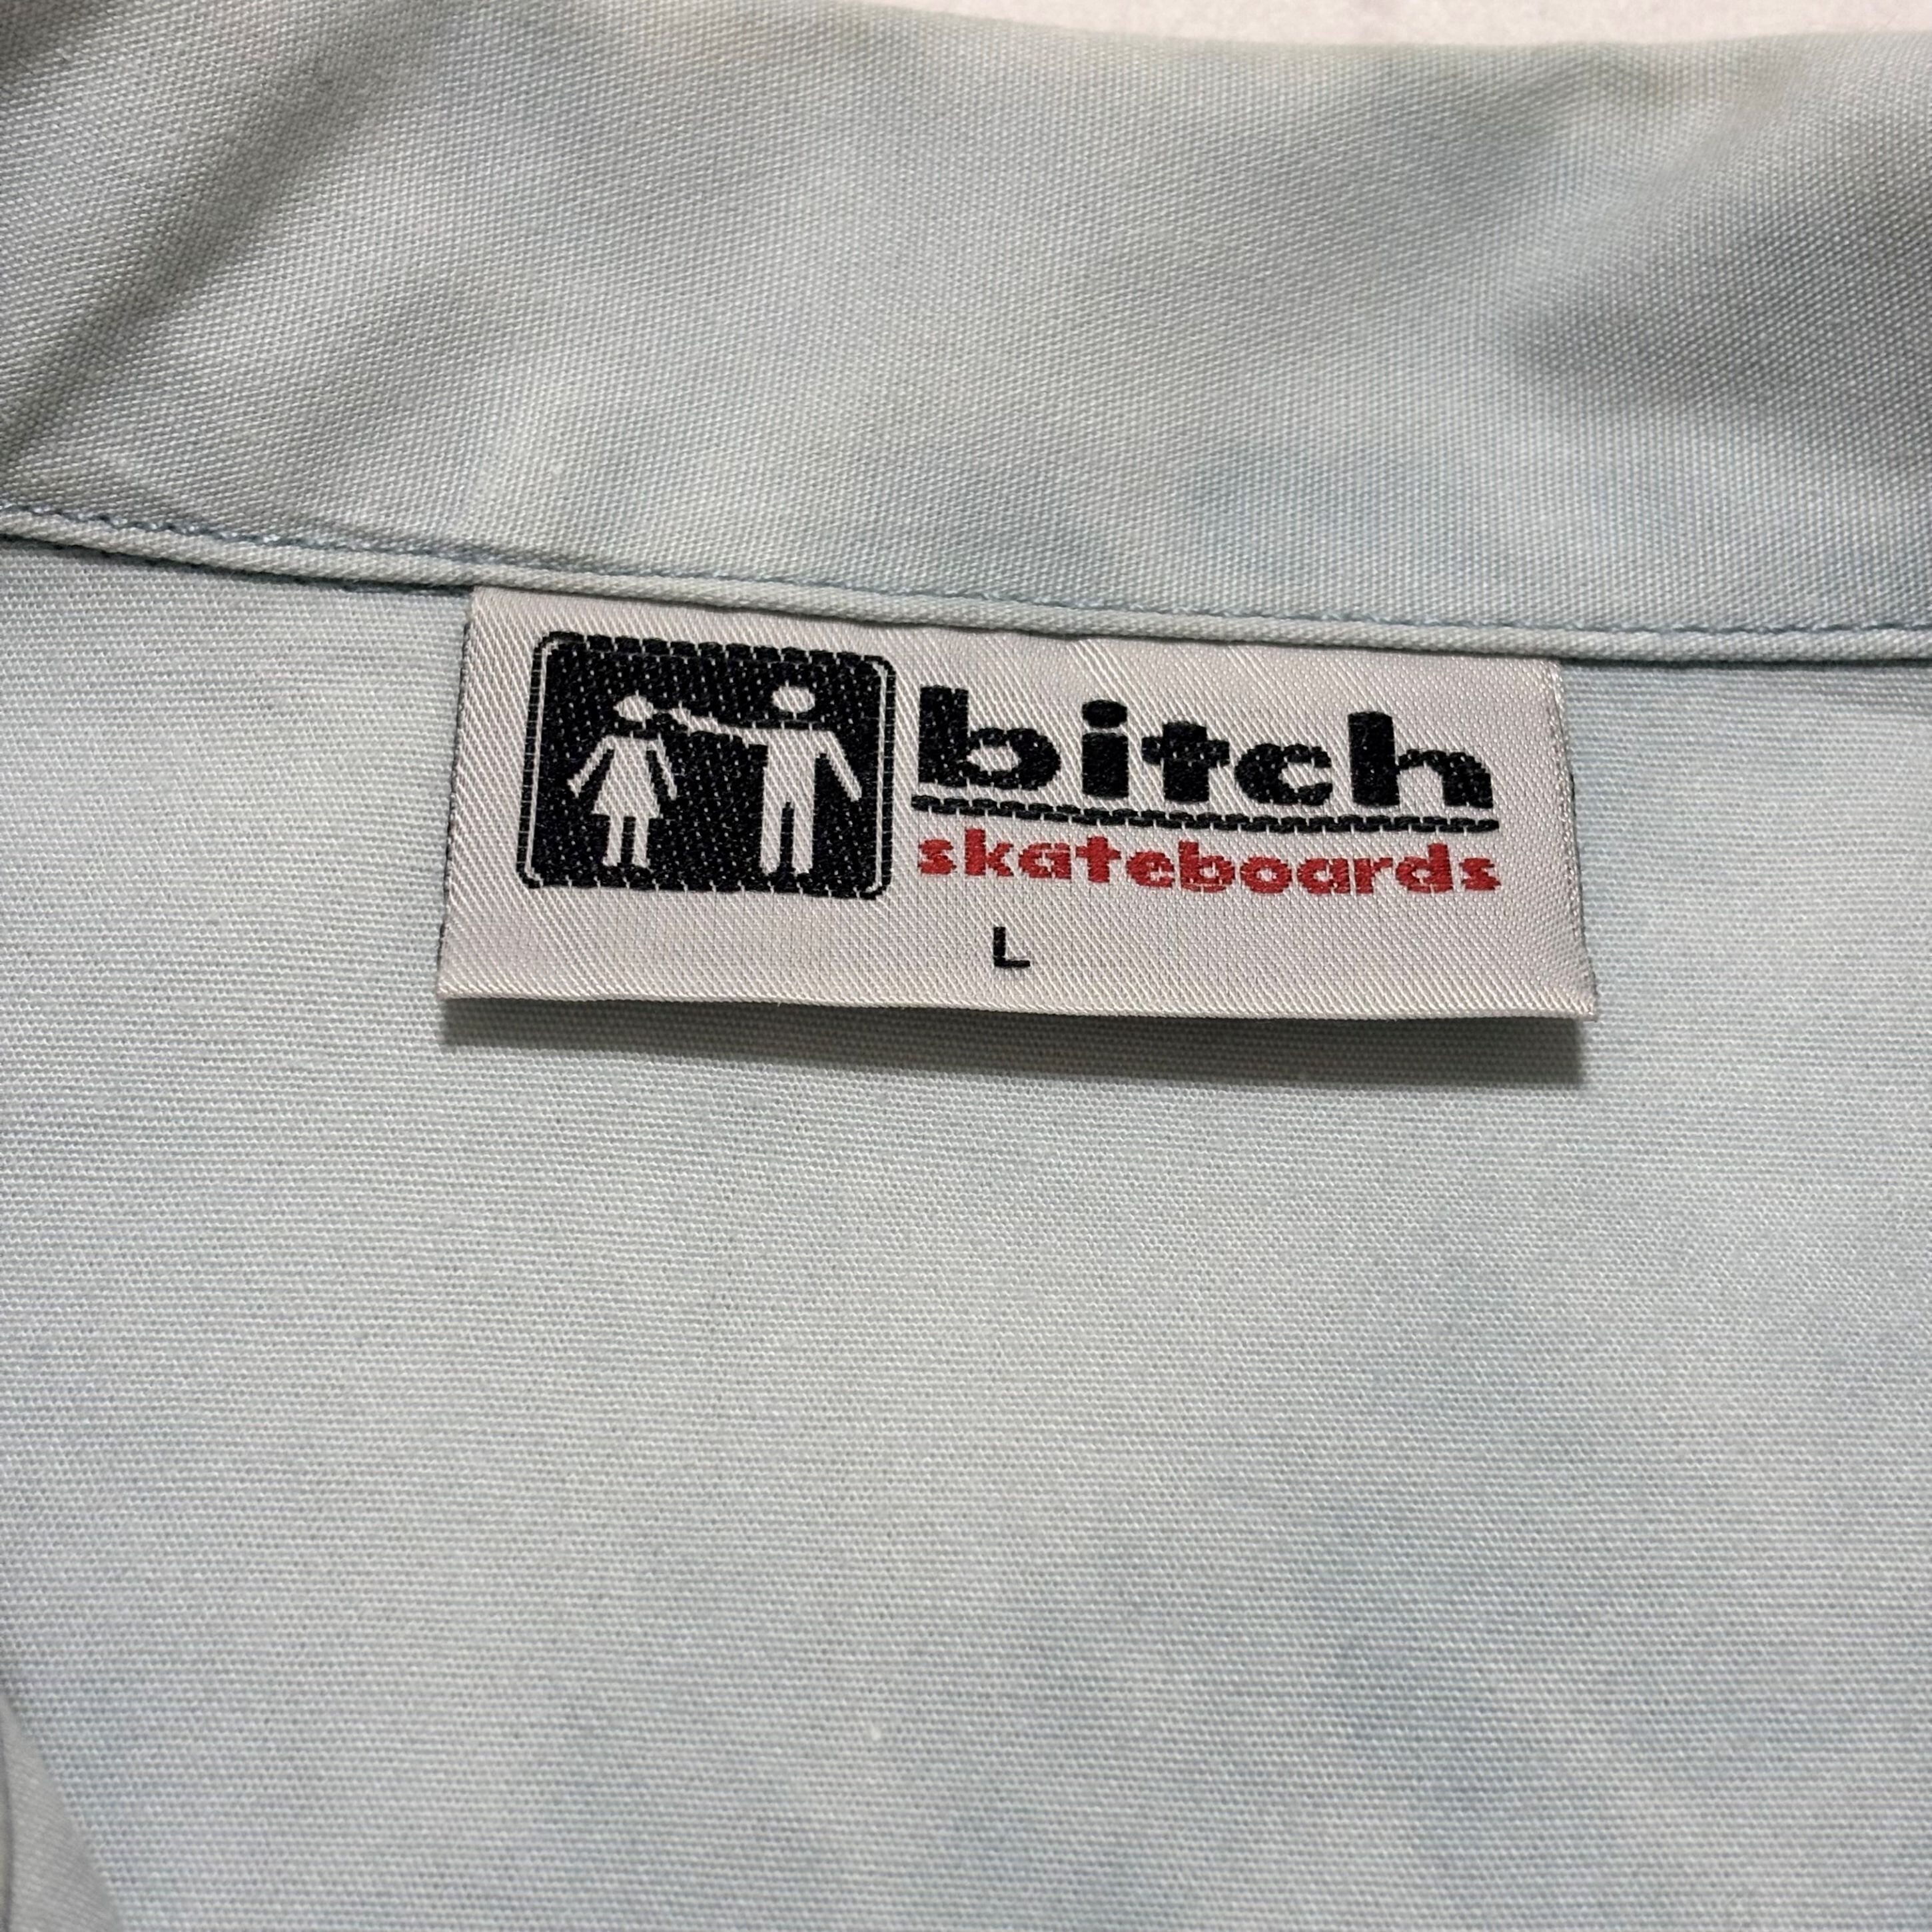 bitch
skateboards
L